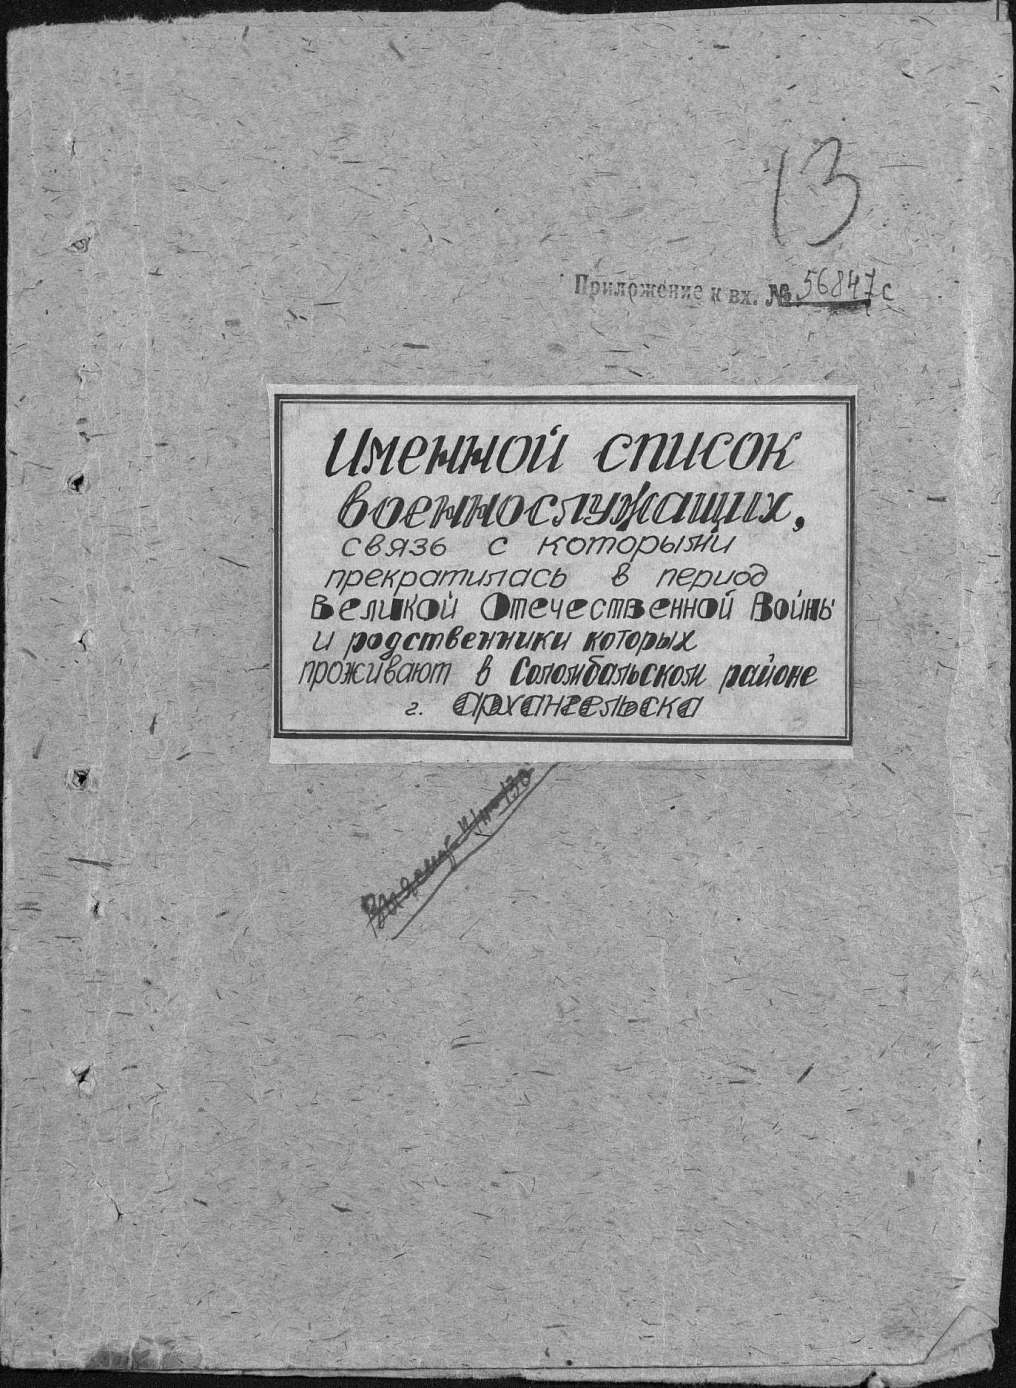 13
Приложение к вх. № 56847с
Именной список
военнослужащих,
связь с которыми
прекратилась в период
Великой Отечественной Войны
и родственники которых
проживают в Соломбальском районе
г. Архангельска